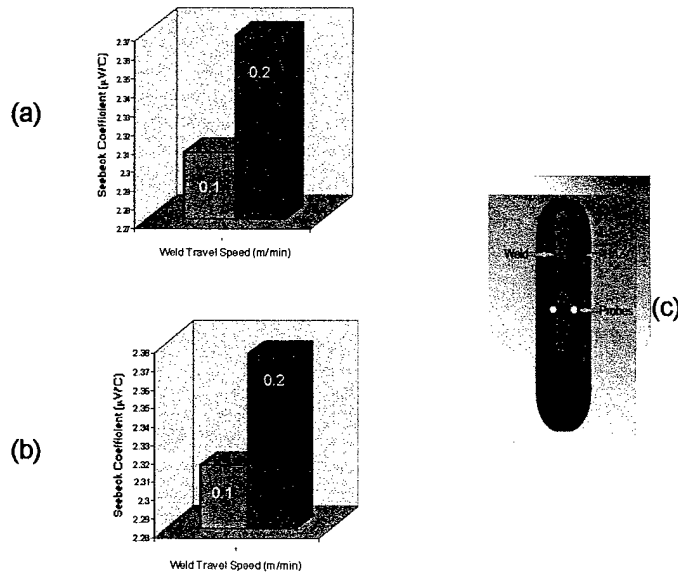 (a)
Seebeck Coefficient (µV/°C)
2.37
2.36
2.35
2.34
2.33
2.32
2.31
2.3
2.29
2.28
2.27
0.2
0.1
Weld Travel Speed (m/min)
(b)
Seebeck Coefficient (µV/°C)
2.38
2.37
2.36
2.35
2.34
2.33
2.32
2.31
2.3
2.29
2.28
0.2
0.1
Weld Travel Speed (m/min)
Weld
Probes
(c)